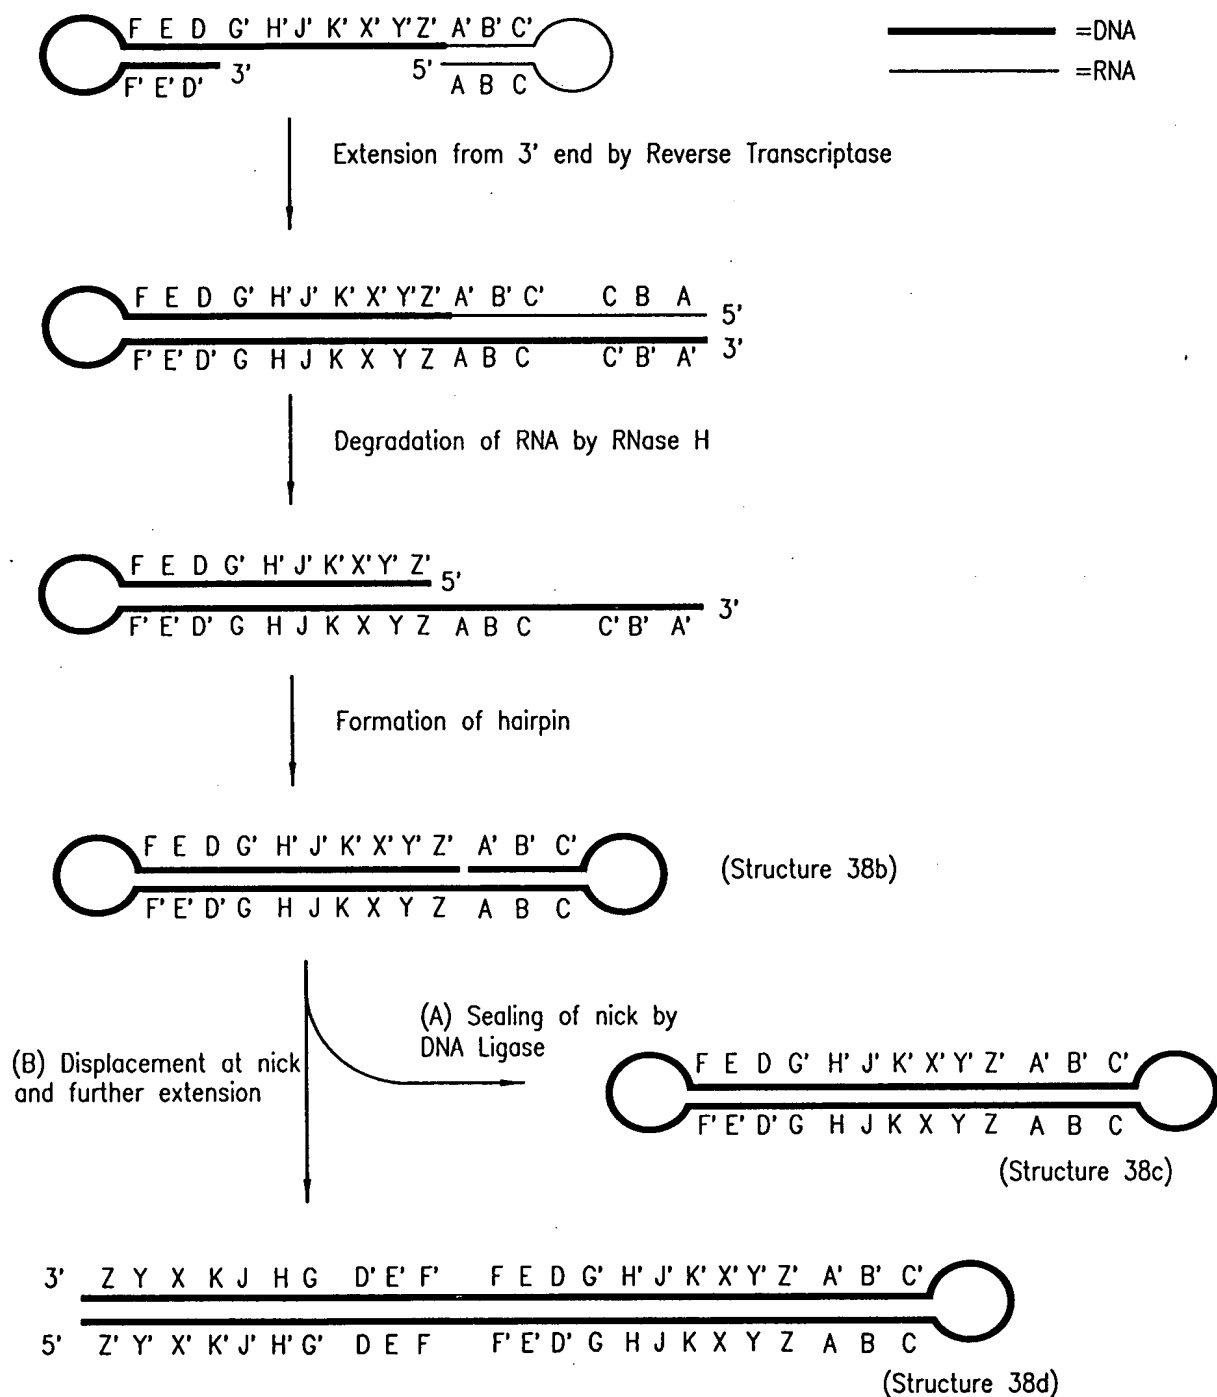 F E D G' H' J' K' X' Y' Z' A' B' C'
=DNA
F' E' D' 3' 5' A B C
=RNA
Extension from 3' end by Reverse Transcriptase
F E D G' H' J' K' X' Y' Z' A' B' C' C B A 5'
F' E' D' G H J K X Y Z A B C C' B' A' 3'
Degradation of RNA by RNase H
F E D G' H' J' K' X' Y' Z' 5'
F' E' D' G H J K X Y Z A B C C' B' A' 3'
Formation of hairpin
F E D G' H' J' K' X' Y' Z' A' B' C'
(Structure 38b)
F' E' D' G H J K X Y Z A B C
(A) Sealing of nick by
DNA Ligase
(B) Displacement at nick
and further extension
F E D G' H' J' K' X' Y' Z' A' B' C'
F' E' D' G H J K X Y Z A B C
(Structure 38c)
3' Z Y X K J H G D' E' F' F E D G' H' J' K' X' Y' Z' A' B' C'
5' Z' Y' X' K' J' H' G' D E F F' E' D' G H J K X Y Z A B C
(Structure 38d)